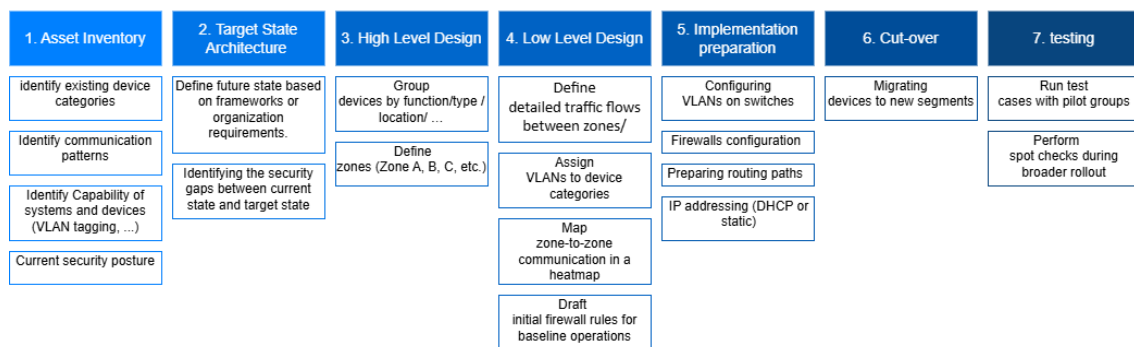 1. Asset Inventory
identify existing device
categories
Identify communication
patterns
Identify Capability of
systems and devices
(VLAN tagging, ...)
Current security posture
2. Target State
Architecture
Define future state based
on frameworks or
organization
requirements.
Identifying the security
gaps between current
state and target state
3. High Level Design
Group
devices by function/type /
location/ ...
Define
zones (Zone A, B, C, etc.)
4. Low Level Design
Define
detailed traffic flows
between zones/
Assign
VLANs to device
categories
Map
zone-to-zone
communication in a
heatmap
Draft
initial firewall rules for
baseline operations
5. Implementation
preparation
Configuring
VLANs on switches
Firewalls configuration
Preparing routing paths
IP addressing (DHCP or
static)
6. Cut-over
Migrating
devices to new segments
7. testing
Run test
cases with pilot groups
Perform
spot checks during
broader rollout